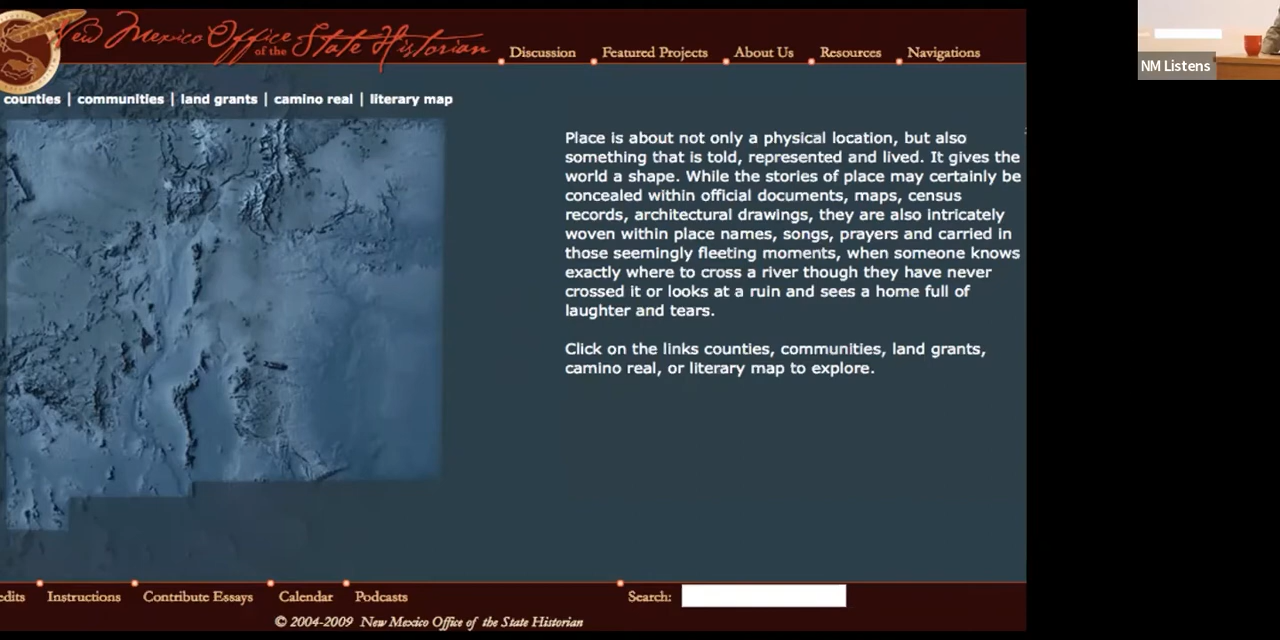 New Mexico Office of the State Historian
Discussion Featured Projects About Us Resources Navigations
NM Listens
counties | communities | land grants | camino real | literary map
Place is about not only a physical location, but also
something that is told, represented and lived. It gives the
world a shape. While the stories of place may certainly be
concealed within official documents, maps, census
records, architectural drawings, they are also intricately
woven within place names, songs, prayers and carried in
those seemingly fleeting moments, when someone knows
exactly where to cross a river though they have never
crossed it or looks at a ruin and sees a home full of
laughter and tears.
Click on the links counties, communities, land grants,
camino real, or literary map to explore.
edits Instructions Contribute Essays Calendar Podcasts Search:
© 2004-2009 New Mexico Office of the State Historian